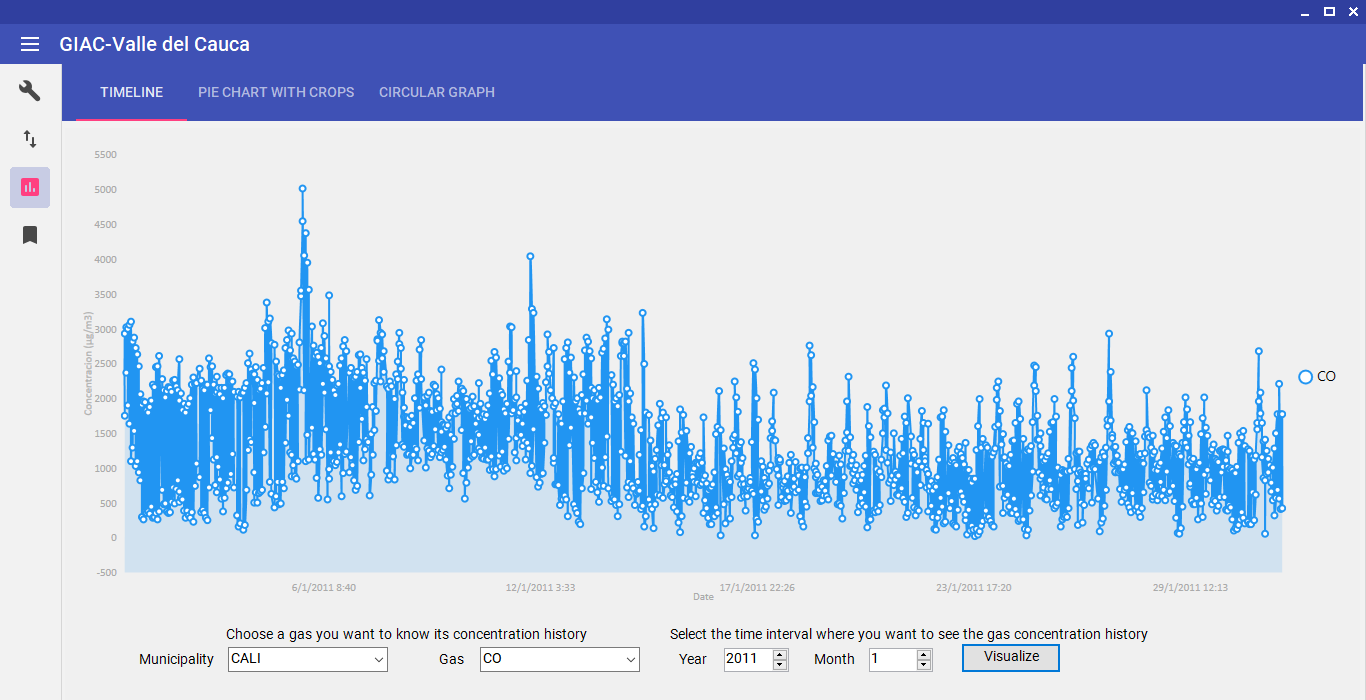 GIAC-Valle del Cauca
TIMELINE PIE CHART WITH CROPS CIRCULAR GRAPH
5500
5000
4500
4000
3500
3000
2500
2000
1500
1000
500
0
-500
Concentracion (µg/m3)
CO
6/1/2011 8:40 12/1/2011 3:33 17/1/2011 22:26 23/1/2011 17:20 29/1/2011 12:13
Date
Choose a gas you want to know its concentration history Select the time interval where you want to see the gas concentration history
Municipality CALI Gas CO Year 2011 Month 1 Visualize